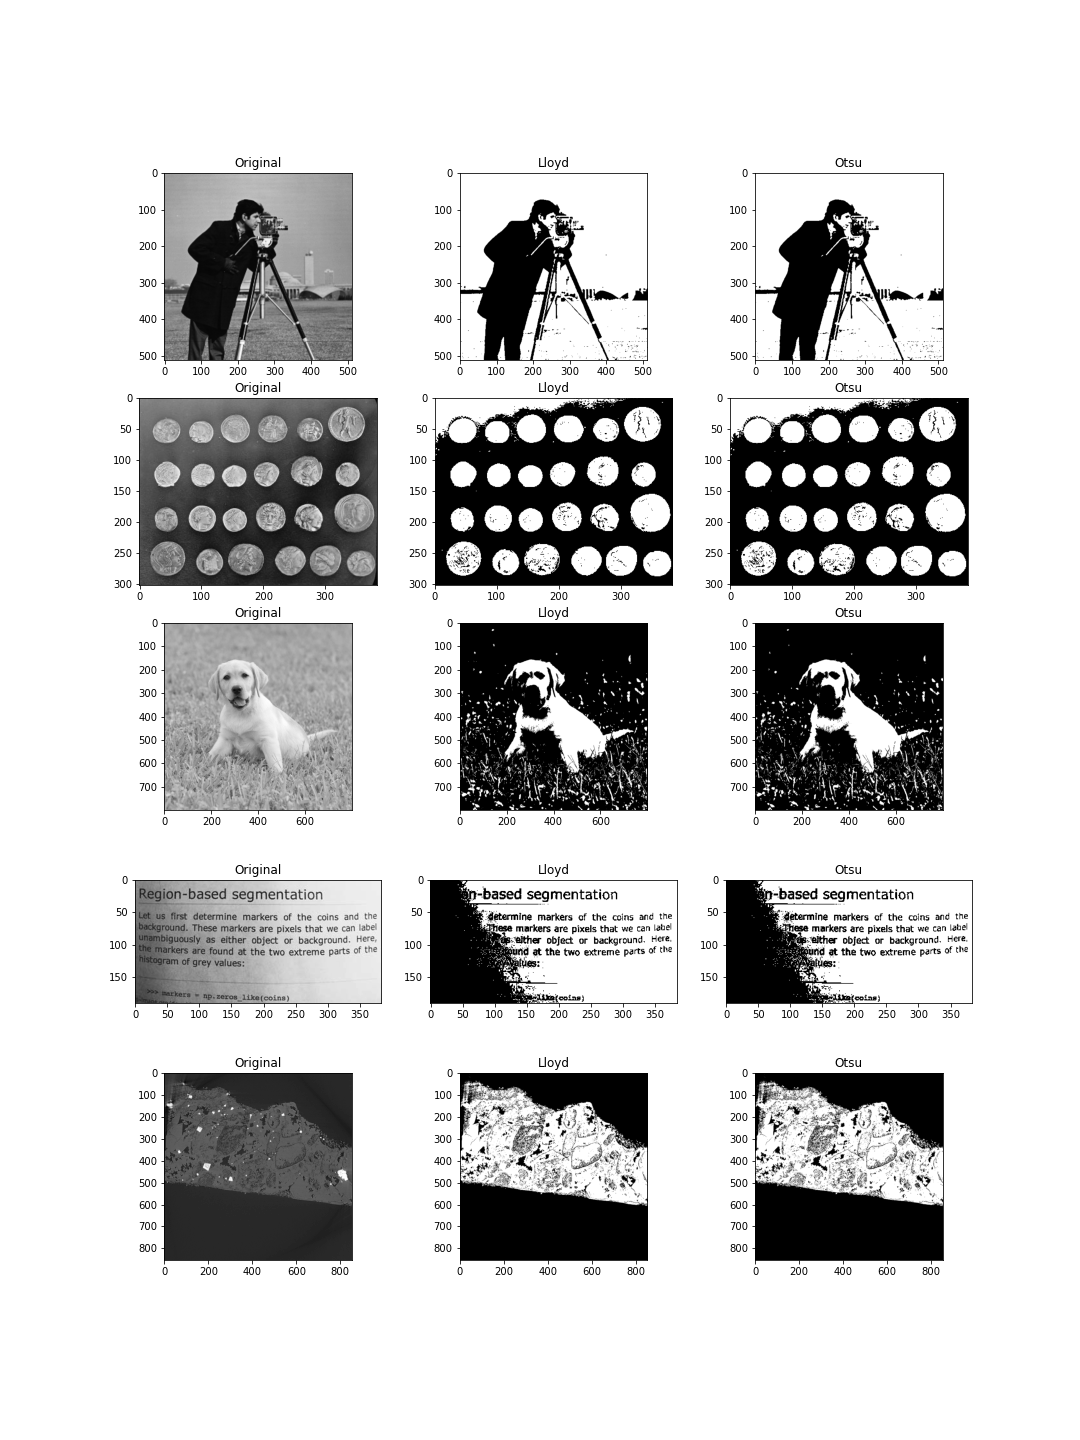 Original Lloyd Otsu
0 0 0
100 100 100
200 200 200
300 300 300
400 400 400
500 500 500
0 100 200 300 400 500 0 100 200 300 400 500 0 100 200 300 400 500
Original Lloyd Otsu
0 0 0
50 50 50
100 100 100
150 150 150
200 200 200
250 250 250
300 300 300
0 100 200 300 0 100 200 300 0 100 200 300
Original Lloyd Otsu
0 0 0
100 100 100
200 200 200
300 300 300
400 400 400
500 500 500
600 600 600
700 700 700
0 200 400 600 0 200 400 600 0 200 400 600
Original Lloyd Otsu
0 0 0
Region-based segmentation n-based segmentation n-based segmentation
50 50 50
Let us first determine markers of the coins and the determine markers of the coins and the determine markers of the coins and the
background. These markers are pixels that we can label These markers are pixels that we can label These markers are pixels that we can label
unambiguously as either object or background. Here, as either object or background. Here, as either object or background. Here,
100 100 100
the markers are found at the two extreme parts of the found at the two extreme parts of the found at the two extreme parts of the
histogram of grey values: values: values:
150 150 150
>>> markers = np.zeros_like(coins) like(coins) like(coins)
0 50 100 150 200 250 300 350 0 50 100 150 200 250 300 350 0 50 100 150 200 250 300 350
Original Lloyd Otsu
0 0 0
100 100 100
200 200 200
300 300 300
400 400 400
500 500 500
600 600 600
700 700 700
800 800 800
0 200 400 600 800 0 200 400 600 800 0 200 400 600 800